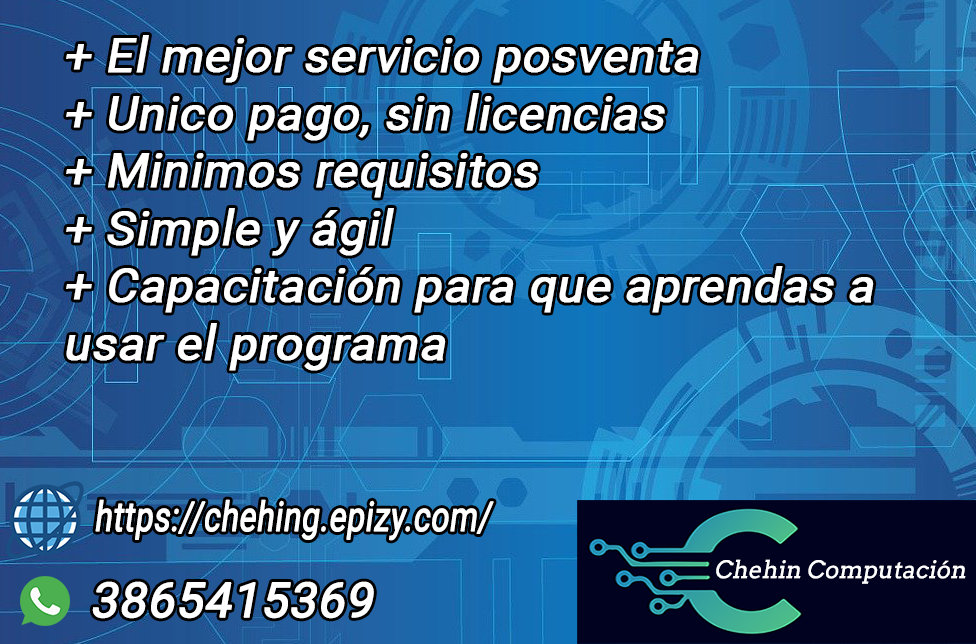 + El mejor servicio posventa
+ Unico pago, sin licencias
+ Minimos requisitos
+ Simple y ágil
+ Capacitación para que aprendas a
usar el programa
https://chehing.epizy.com/
3865415369
Chehin Computación